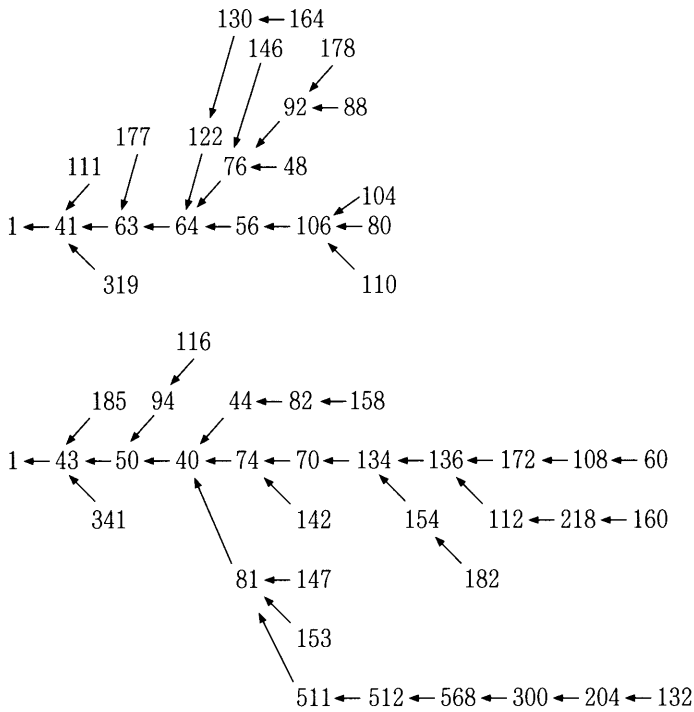 130 ← 164
146 178
92 ← 88
177 122
76 ← 48
111
104
1 ← 41 ← 63 ← 64 ← 56 ← 106 ← 80
319 110
116
185 94 44 ← 82 ← 158
1 ← 43 ← 50 ← 40 ← 74 ← 70 ← 134 ← 136 ← 172 ← 108 ← 60
341 142 154 112 ← 218 ← 160
81 ← 147 182
153
511 ← 512 ← 568 ← 300 ← 204 ← 132